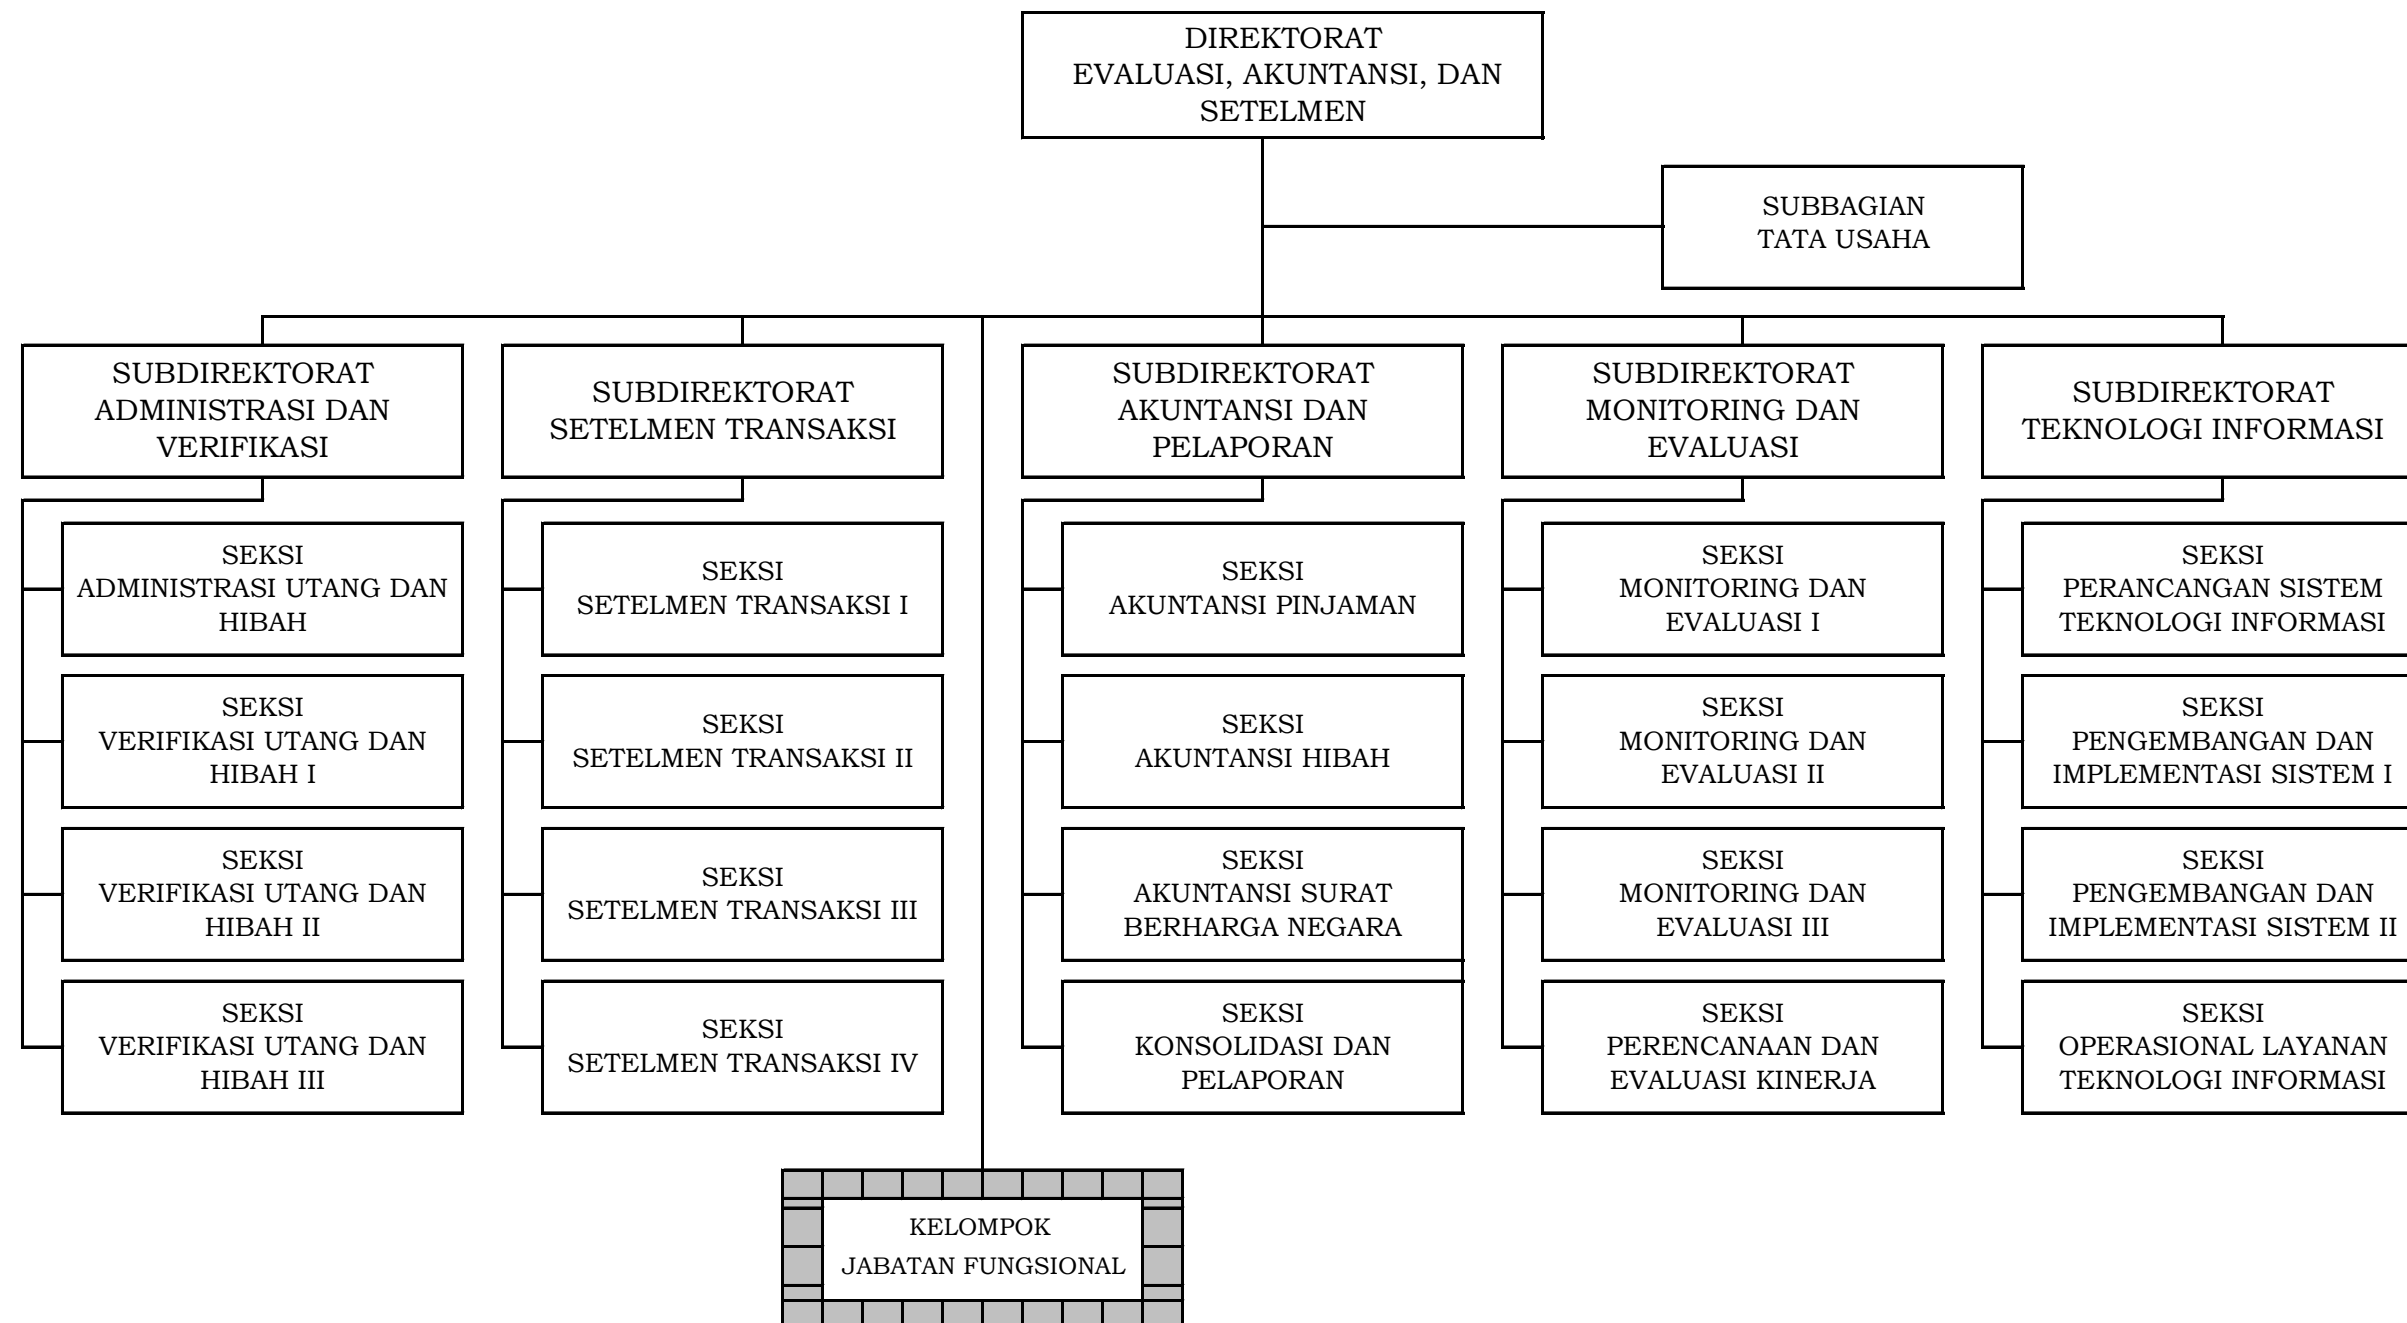 DIREKTORAT
EVALUASI, AKUNTANSI, DAN
SETELMEN
SUBBAGIAN
TATA USAHA
SUBDIREKTORAT
ADMINISTRASI DAN
VERIFIKASI
SEKSI
ADMINISTRASI UTANG DAN
HIBAH
SEKSI
VERIFIKASI UTANG DAN
HIBAH I
SEKSI
VERIFIKASI UTANG DAN
HIBAH II
SEKSI
VERIFIKASI UTANG DAN
HIBAH III
SUBDIREKTORAT
SETELMEN TRANSAKSI
SEKSI
SETELMEN TRANSAKSI I
SEKSI
SETELMEN TRANSAKSI II
SEKSI
SETELMEN TRANSAKSI III
SEKSI
SETELMEN TRANSAKSI IV
SUBDIREKTORAT
AKUNTANSI DAN
PELAPORAN
SEKSI
AKUNTANSI PINJAMAN
SEKSI
AKUNTANSI HIBAH
SEKSI
AKUNTANSI SURAT
BERHARGA NEGARA
SEKSI
KONSOLIDASI DAN
PELAPORAN
SUBDIREKTORAT
MONITORING DAN
EVALUASI
SEKSI
MONITORING DAN
EVALUASI I
SEKSI
MONITORING DAN
EVALUASI II
SEKSI
MONITORING DAN
EVALUASI III
SEKSI
PERENCANAAN DAN
EVALUASI KINERJA
SUBDIREKTORAT
TEKNOLOGI INFORMASI
SEKSI
PERANCANGAN SISTEM
TEKNOLOGI INFORMASI
SEKSI
PENGEMBANGAN DAN
IMPLEMENTASI SISTEM I
SEKSI
PENGEMBANGAN DAN
IMPLEMENTASI SISTEM II
SEKSI
OPERASIONAL LAYANAN
TEKNOLOGI INFORMASI
KELOMPOK
JABATAN FUNGSIONAL